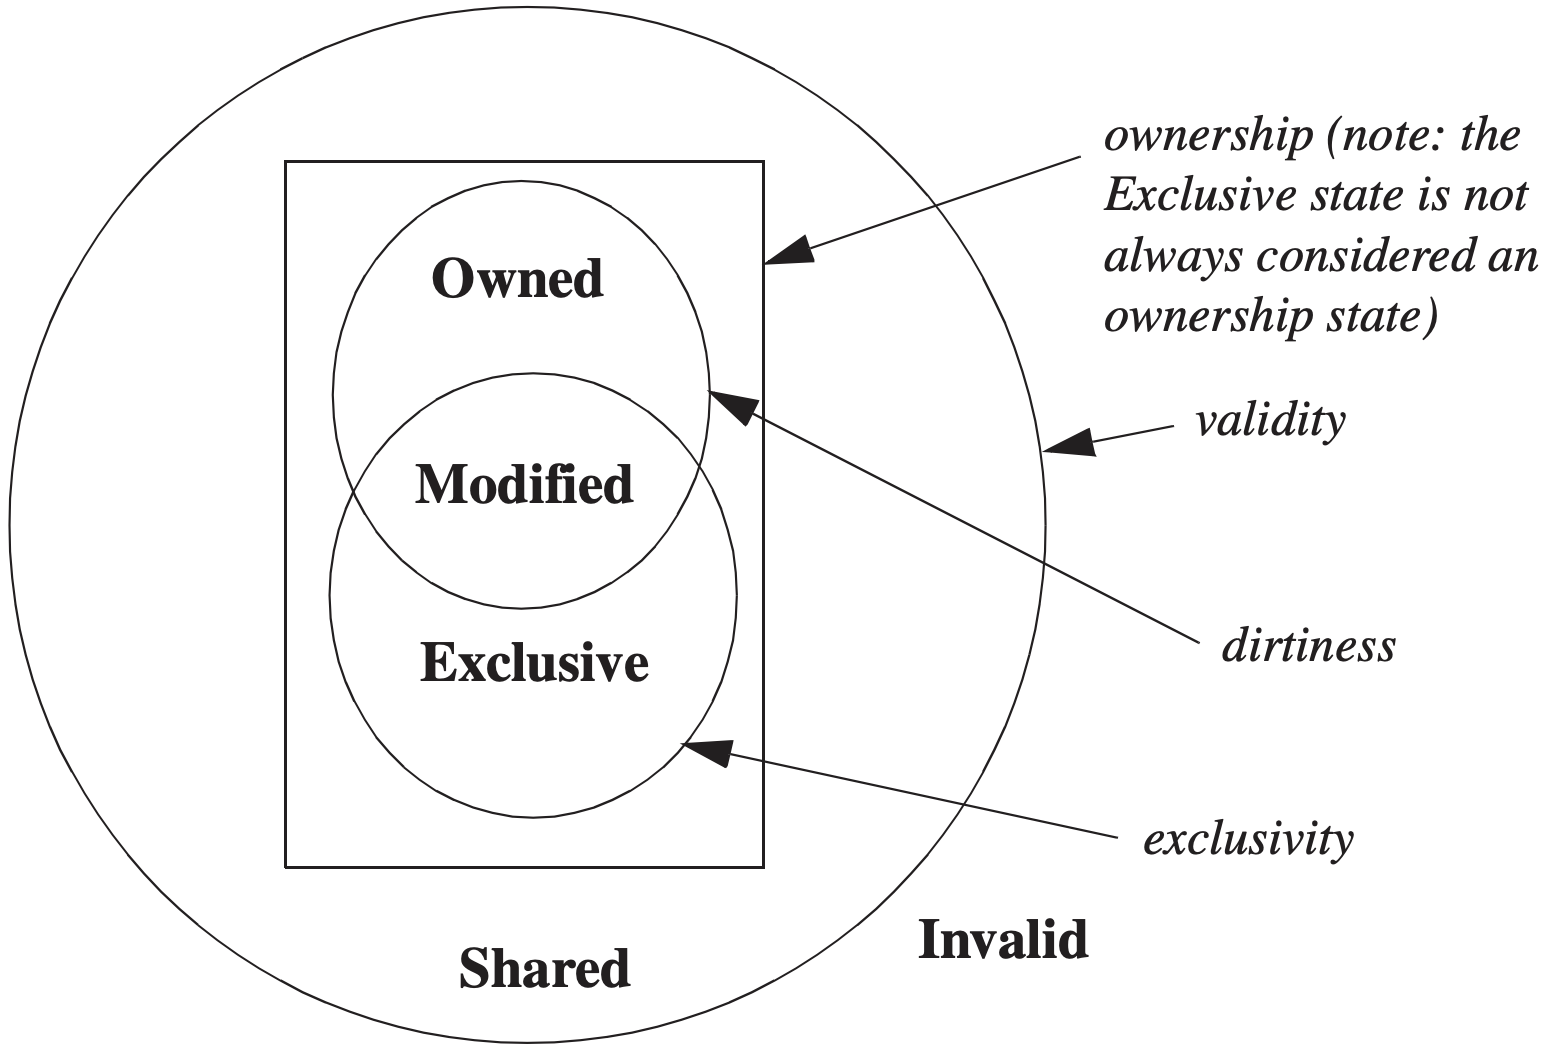 ownership (note: the
Exclusive state is not
always considered an
ownership state)
Owned
validity
Modified
dirtiness
Exclusive
exclusivity
Invalid
Shared